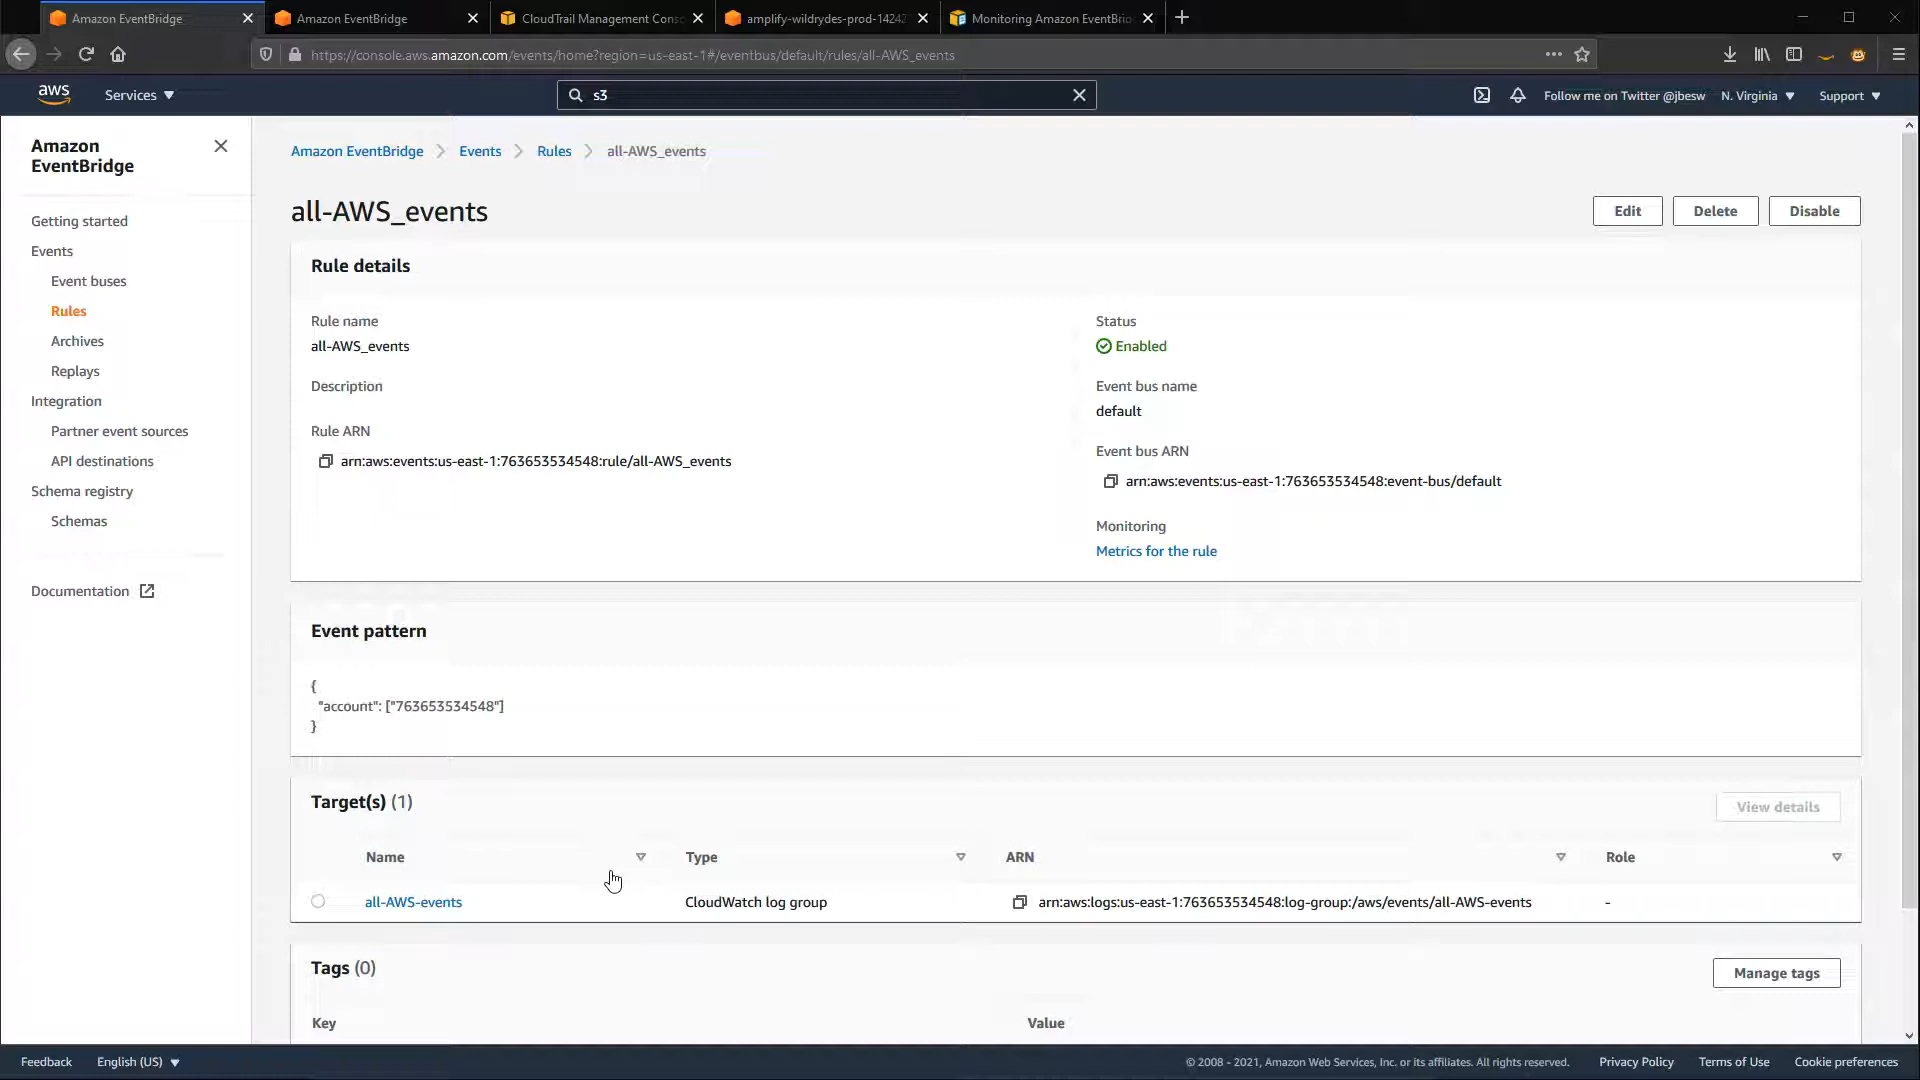 Amazon EventBridge
Amazon EventBridge
CloudTrail Management Conso
amplify-wildrydes-prod-1424
Monitoring Amazon EventBrid
https://console.aws.amazon.com/events/home?region=us-east-1#/eventbus/default/rules/all-AWS_events
aws
Services
s3
Follow me on Twitter @jbesw
N. Virginia
Support
Amazon
EventBridge
Getting started
Events
Event buses
Rules
Archives
Replays
Integration
Partner event sources
API destinations
Schema registry
Schemas
Documentation
Amazon EventBridge
Events
Rules
all-AWS_events
all-AWS_events
Edit
Delete
Disable
Rule details
Rule name
all-AWS_events
Description
Rule ARN
arn:aws:events:us-east-1:763653534548:rule/all-AWS_events
Status
Enabled
Event bus name
default
Event bus ARN
arn:aws:events:us-east-1:763653534548:event-bus/default
Monitoring
Metrics for the rule
Event pattern
{
"account": ["763653534548"]
}
Target(s) (1)
View details
Name
Type
ARN
Role
all-AWS-events
CloudWatch log group
arn:aws:logs:us-east-1:763653534548:log-group:/aws/events/all-AWS-events
-
Tags (0)
Manage tags
Key
Value
Feedback
English (US)
© 2008 - 2021, Amazon Web Services, Inc. or its affiliates. All rights reserved.
Privacy Policy
Terms of Use
Cookie preferences